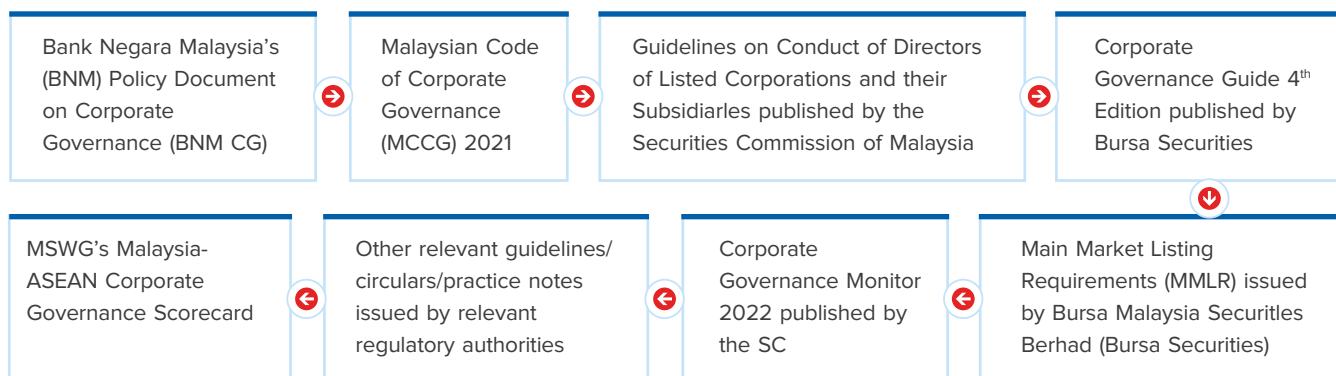 Bank Negara Malaysia's
(BNM) Policy Document
on Corporate
Governance (BNM CG)
Malaysian Code
of Corporate
Governance
(MCCG) 2021
Guidelines on Conduct of Directors
of Listed Corporations and their
Subsidiarles published by the
Securities Commission of Malaysia
Corporate
Governance Guide 4th
Edition published by
Bursa Securities
Main Market Listing
Requirements (MMLR) issued
by Bursa Malaysia Securitles
Berhad (Bursa Securities)
Corporate
Governance Monitor
2022 published by
the SC
Other relevant guidelines/
circulars/practice notes
issued by relevant
regulatory authorities
MSWG's Malaysia-
ASEAN Corporate
Governance Scorecard